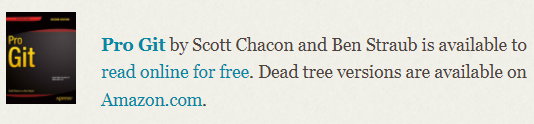 Pro
Git
Pro Git by Scott Chacon and Ben Straub is available to
read online for free. Dead tree versions are available on
Amazon.com.